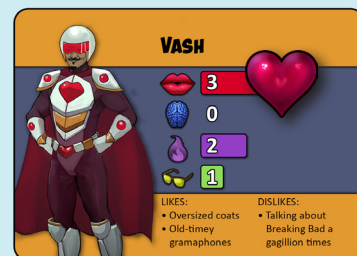 VASH
3
0
2
1
LIKES:
• Oversized coats
• Old-timey
gramaphones
DISLIKES:
• Talking about
Breaking Bad a
gagillion times